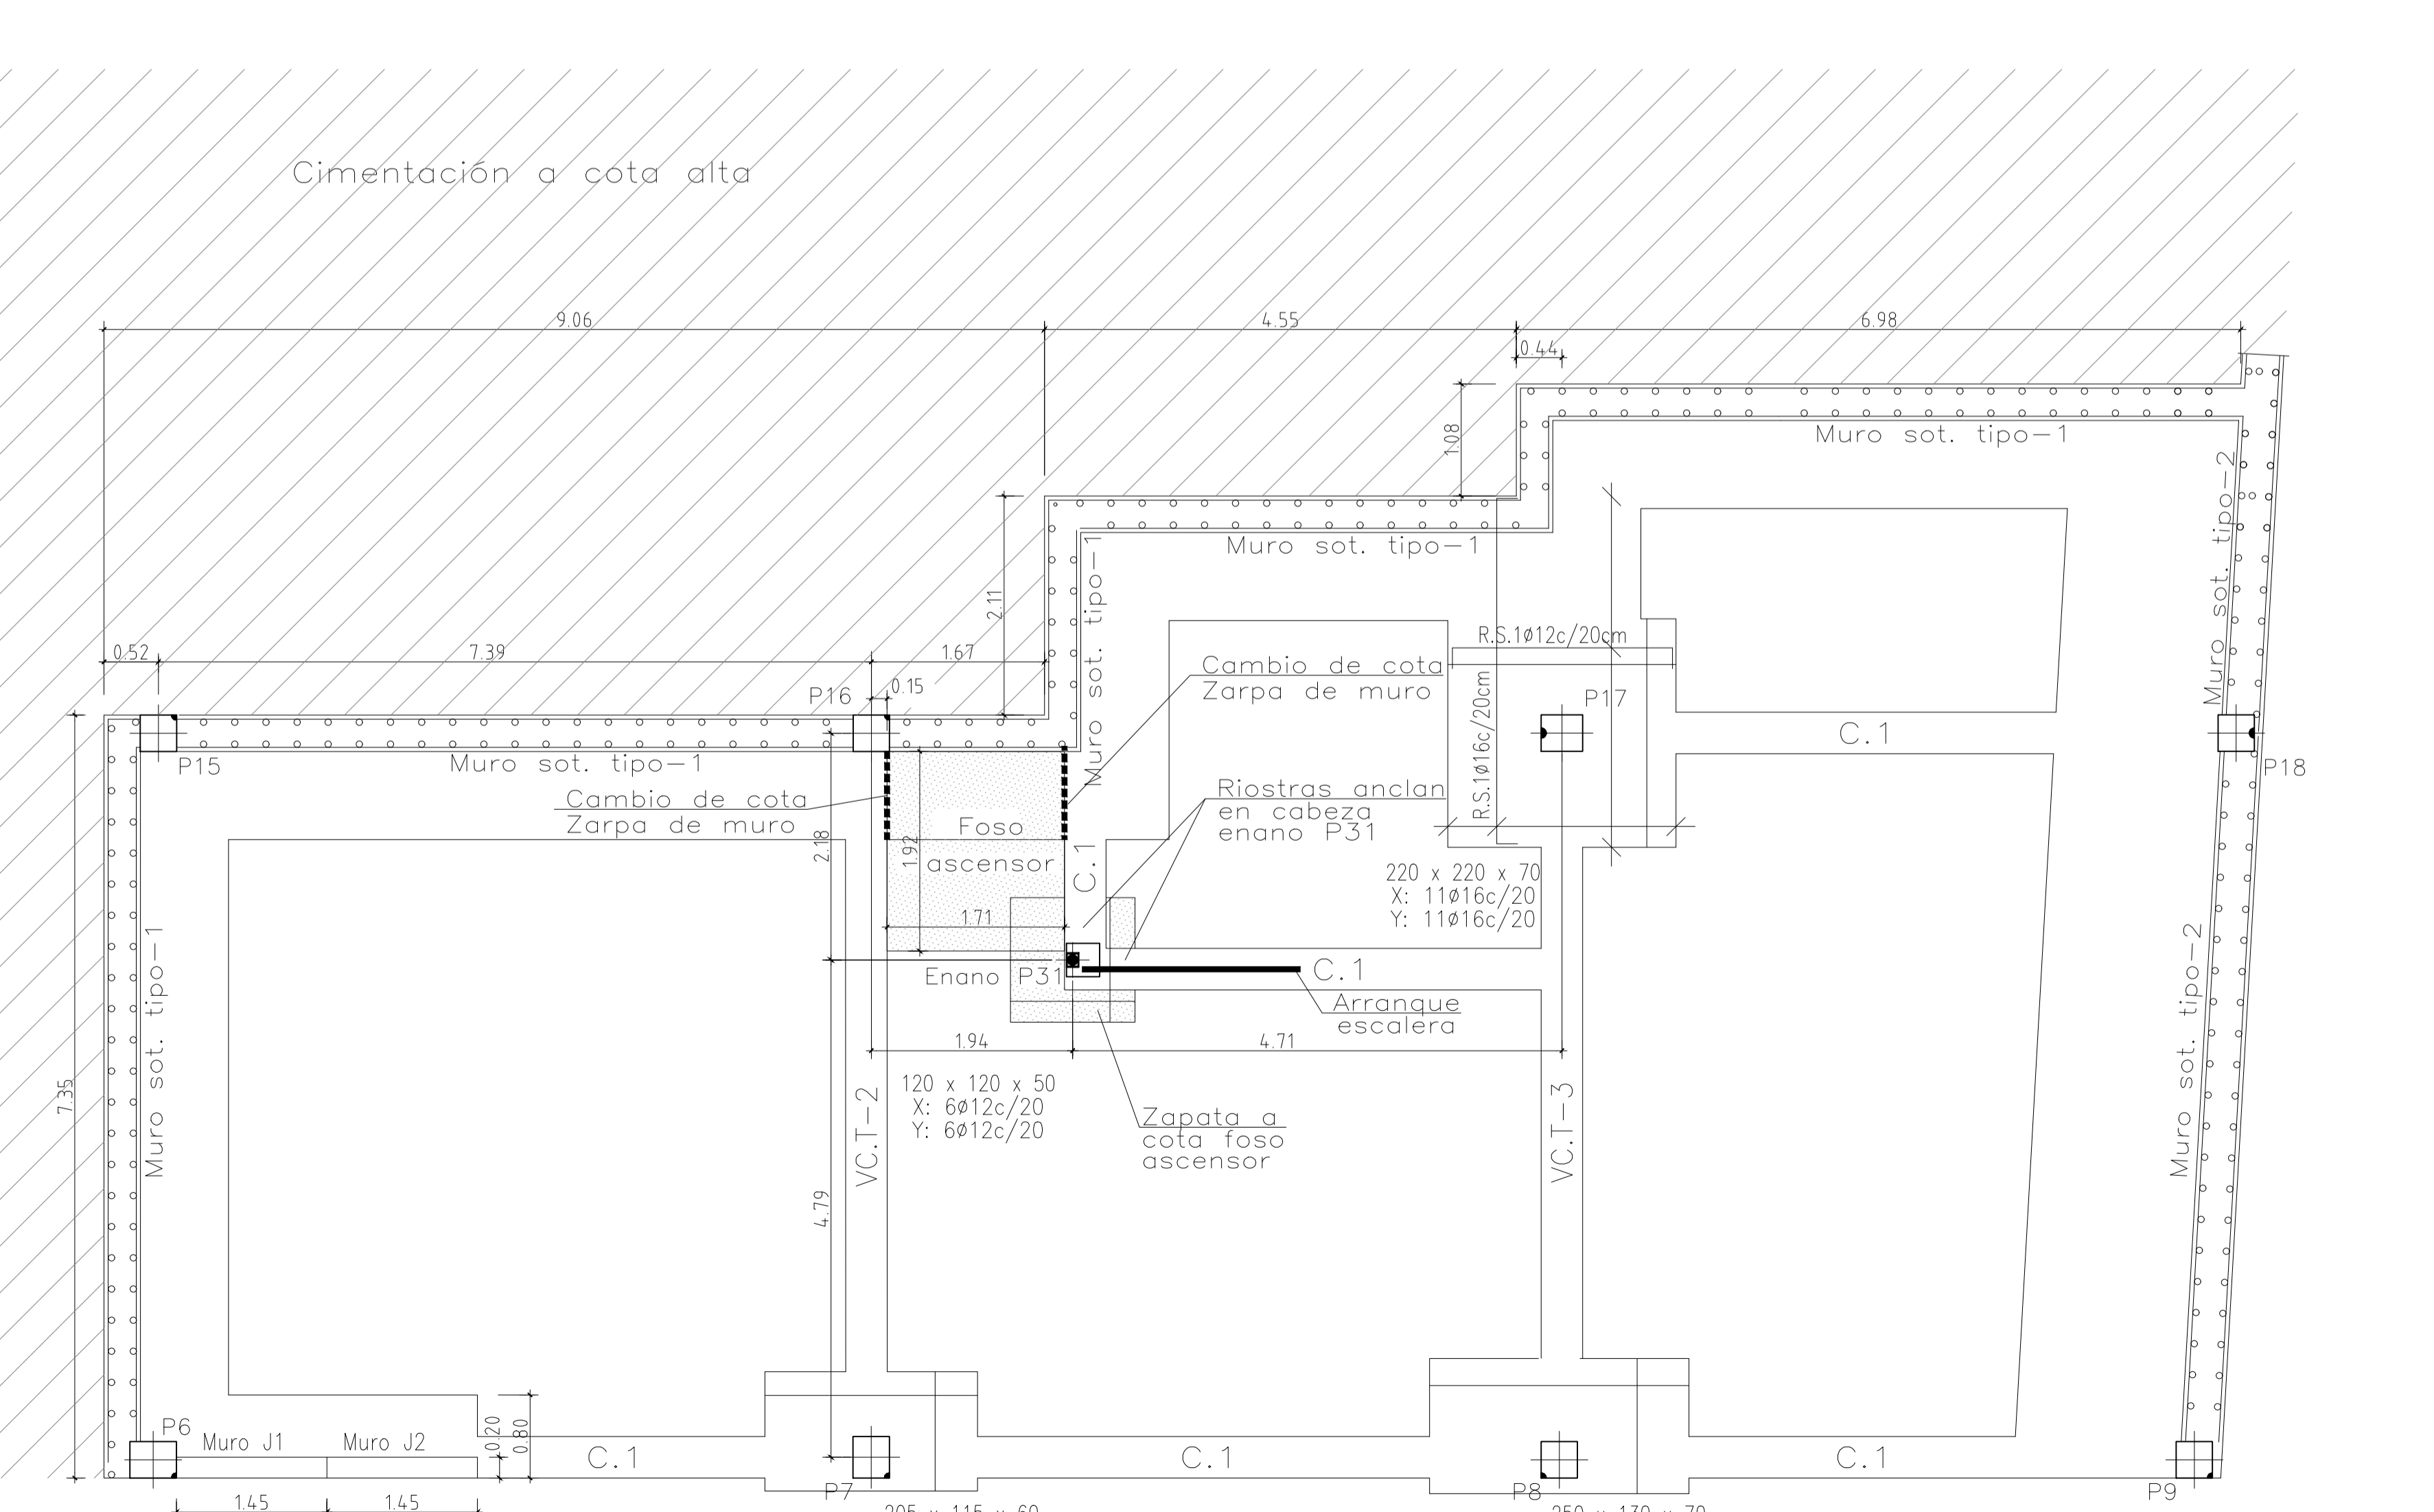 Cimentación a cota alta
9.06
4.55
6.98
0.44
1.08
Muro sot. tipo-1
Muro sot. tipo-2
Muro sot. tipo-1
2.11
Muro sot. tipo-1
R.S.1ø12c/20cm
0.52
7.39
1.67
Cambio de cota
Zarpa de muro
0.15
P16
P17
R.S.1ø16c/20cm
C.1
P15
Muro sot. tipo-1
P18
Cambio de cota
Zarpa de muro
Riostras anclan
en cabeza
enano P31
2.18
1.92
Foso
ascensor
C.1
220 x 220 x 70
X: 11ø16c/20
Y: 11ø16c/20
1.71
Enano P31
C.1
Arranque
escalera
Muro sot. tipo-1
Muro sot. tipo-2
1.94
4.71
7.35
120 x 120 x 50
X: 6ø12c/20
Y: 6ø12c/20
VC.T-2
VC.T-3
Zapata a
cota foso
ascensor
4.79
P6
Muro J1
Muro J2
0.20
0.80
C.1
C.1
C.1
P7
P8
P9
1.45
1.45
205 x 115 x 60
250 x 130 x 70